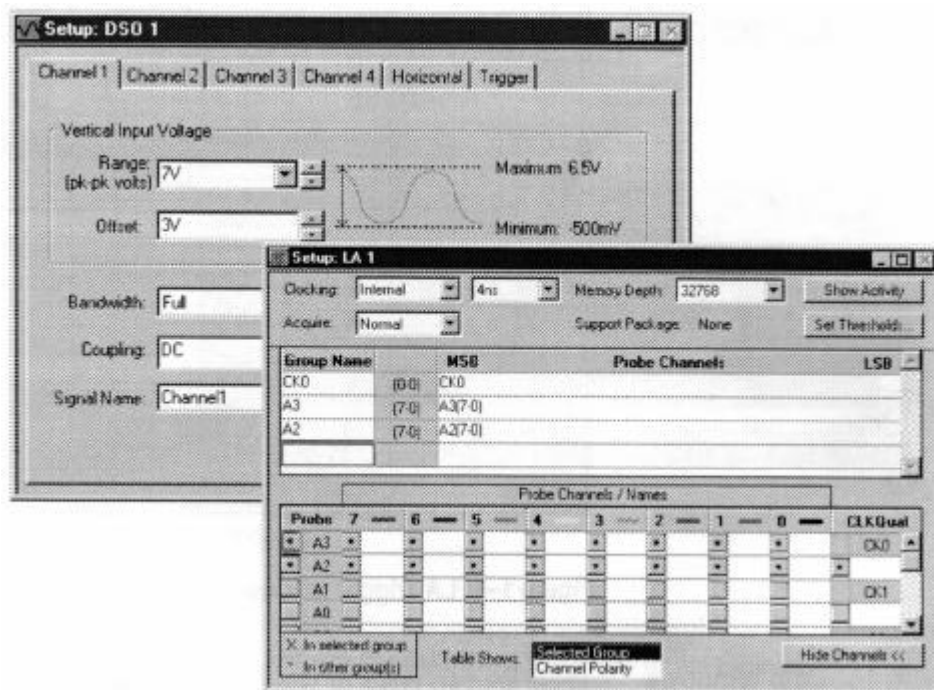 Setup: DSO 1
Channel 1 Channel 2 Channel 3 Channel 4 Horizontal Trigger
Vertical Input Voltage
Range: 7V Maximum 6.5V
(pk-pk volts)
Offset: 3V Minimum: -500mV
Bandwidth: Full
Coupling: DC
Signal Name: Channel1
Setup: LA 1
Clocking: Internal 4ns Memory Depth: 32768 Show Activity
Acquire: Normal Support Package: None Set Thresholds...
Group Name MSB Probe Channels LSB
CK0 (0-0) CK0
A3 (7-0) A3(7-0)
A2 (7-0) A2(7-0)
Probe Channels / Names
Probe 7 6 5 4 3 2 1 0 CLKQual
* A3 * * * * * * * * CK0
* A2 * * * * * * * * *
A1 CK1
A0
X In selected group
* In other group(s)
Table Shows: Selected Group
Channel Polarity
Hide Channels <<